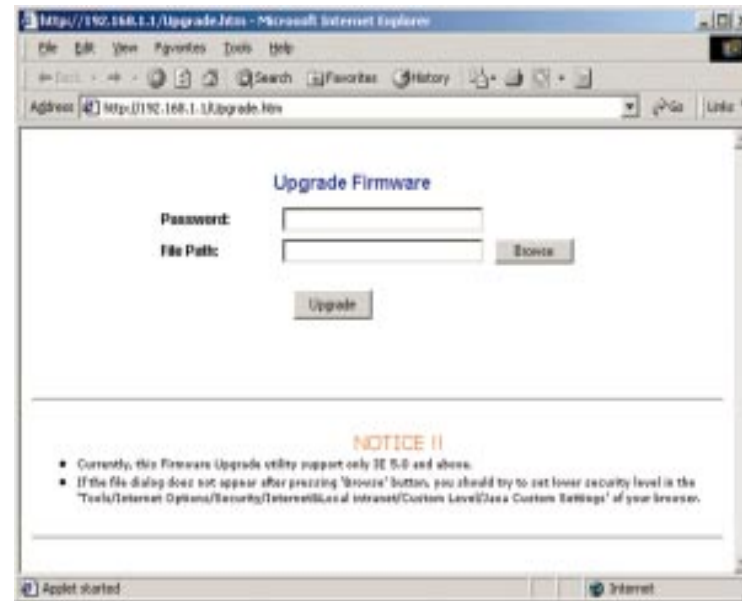 http://192.168.1.1/Upgrade.htm - Microsoft Internet Explorer
File Edit View Favorites Tools Help
Back Search Favorites History
Address http://192.168.1.1/Upgrade.htm Go Links
Upgrade Firmware
Password:
File Path: Browse
Upgrade
NOTICE !!
Currently, this Firmware Upgrade utility support only IE 5.0 and above.
If the file dialog does not appear after pressing 'browse' button, you should try to set lower security level in the
'Tools/Internet Options/Security/Internet&Local intranet/Custom Level/Java Custom Settings' of your browser.
Applet started Internet